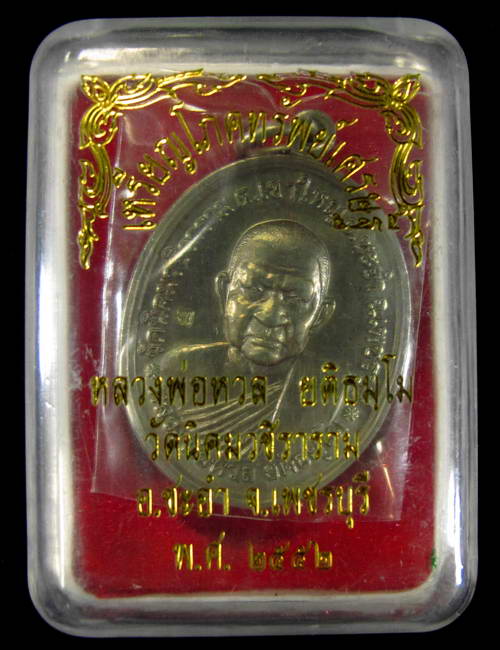 เหรียญโภคทรัพย์เศรษฐี
หลวงพ่อหวล ยติธมฺโม
วัดนิคมวชิราราม
อ.ชะอำ จ.เพชรบุรี
พ.ศ. ๒๕๕๒